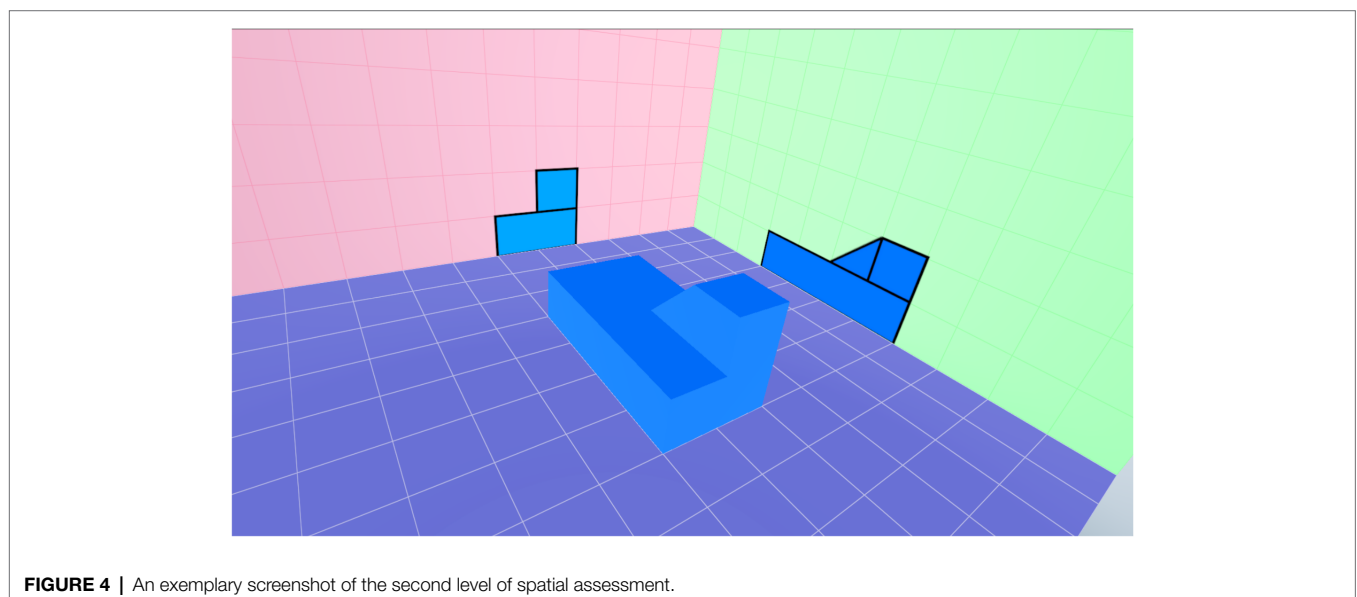 FIGURE 4 | An exemplary screenshot of the second level of spatial assessment.